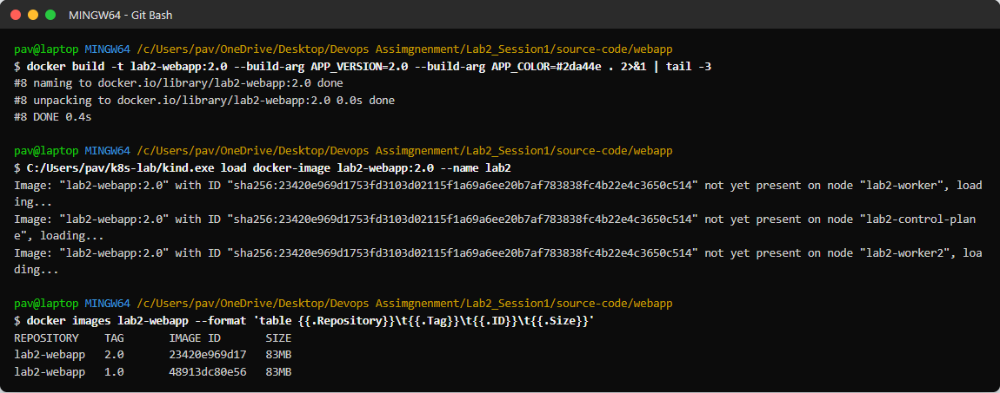 MINGW64 - Git Bash
pav@laptop MINGW64 /c/Users/pav/OneDrive/Desktop/Devops Assimgnenment/Lab2_Session1/source-code/webapp
$ docker build -t lab2-webapp:2.0 --build-arg APP_VERSION=2.0 --build-arg APP_COLOR=#2da44e . 2>&1 | tail -3
#8 naming to docker.io/library/lab2-webapp:2.0 done
#8 unpacking to docker.io/library/lab2-webapp:2.0 0.0s done
#8 DONE 0.4s
pav@laptop MINGW64 /c/Users/pav/OneDrive/Desktop/Devops Assimgnenment/Lab2_Session1/source-code/webapp
$ C:/Users/pav/k8s-lab/kind.exe load docker-image lab2-webapp:2.0 --name lab2
Image: "lab2-webapp:2.0" with ID "sha256:23420e969d1753fd3103d02115f1a69a6ee20b7af783838fc4b22e4c3650c514" not yet present on node "lab2-worker", load
ing...
Image: "lab2-webapp:2.0" with ID "sha256:23420e969d1753fd3103d02115f1a69a6ee20b7af783838fc4b22e4c3650c514" not yet present on node "lab2-control-plan
e", loading...
Image: "lab2-webapp:2.0" with ID "sha256:23420e969d1753fd3103d02115f1a69a6ee20b7af783838fc4b22e4c3650c514" not yet present on node "lab2-worker2", loa
ding...
pav@laptop MINGW64 /c/Users/pav/OneDrive/Desktop/Devops Assimgnenment/Lab2_Session1/source-code/webapp
$ docker images lab2-webapp --format 'table {{.Repository}}\t{{.Tag}}\t{{.ID}}\t{{.Size}}'
REPOSITORY    TAG       IMAGE ID       SIZE
lab2-webapp   2.0       23420e969d17   83MB
lab2-webapp   1.0       48913dc80e56   83MB